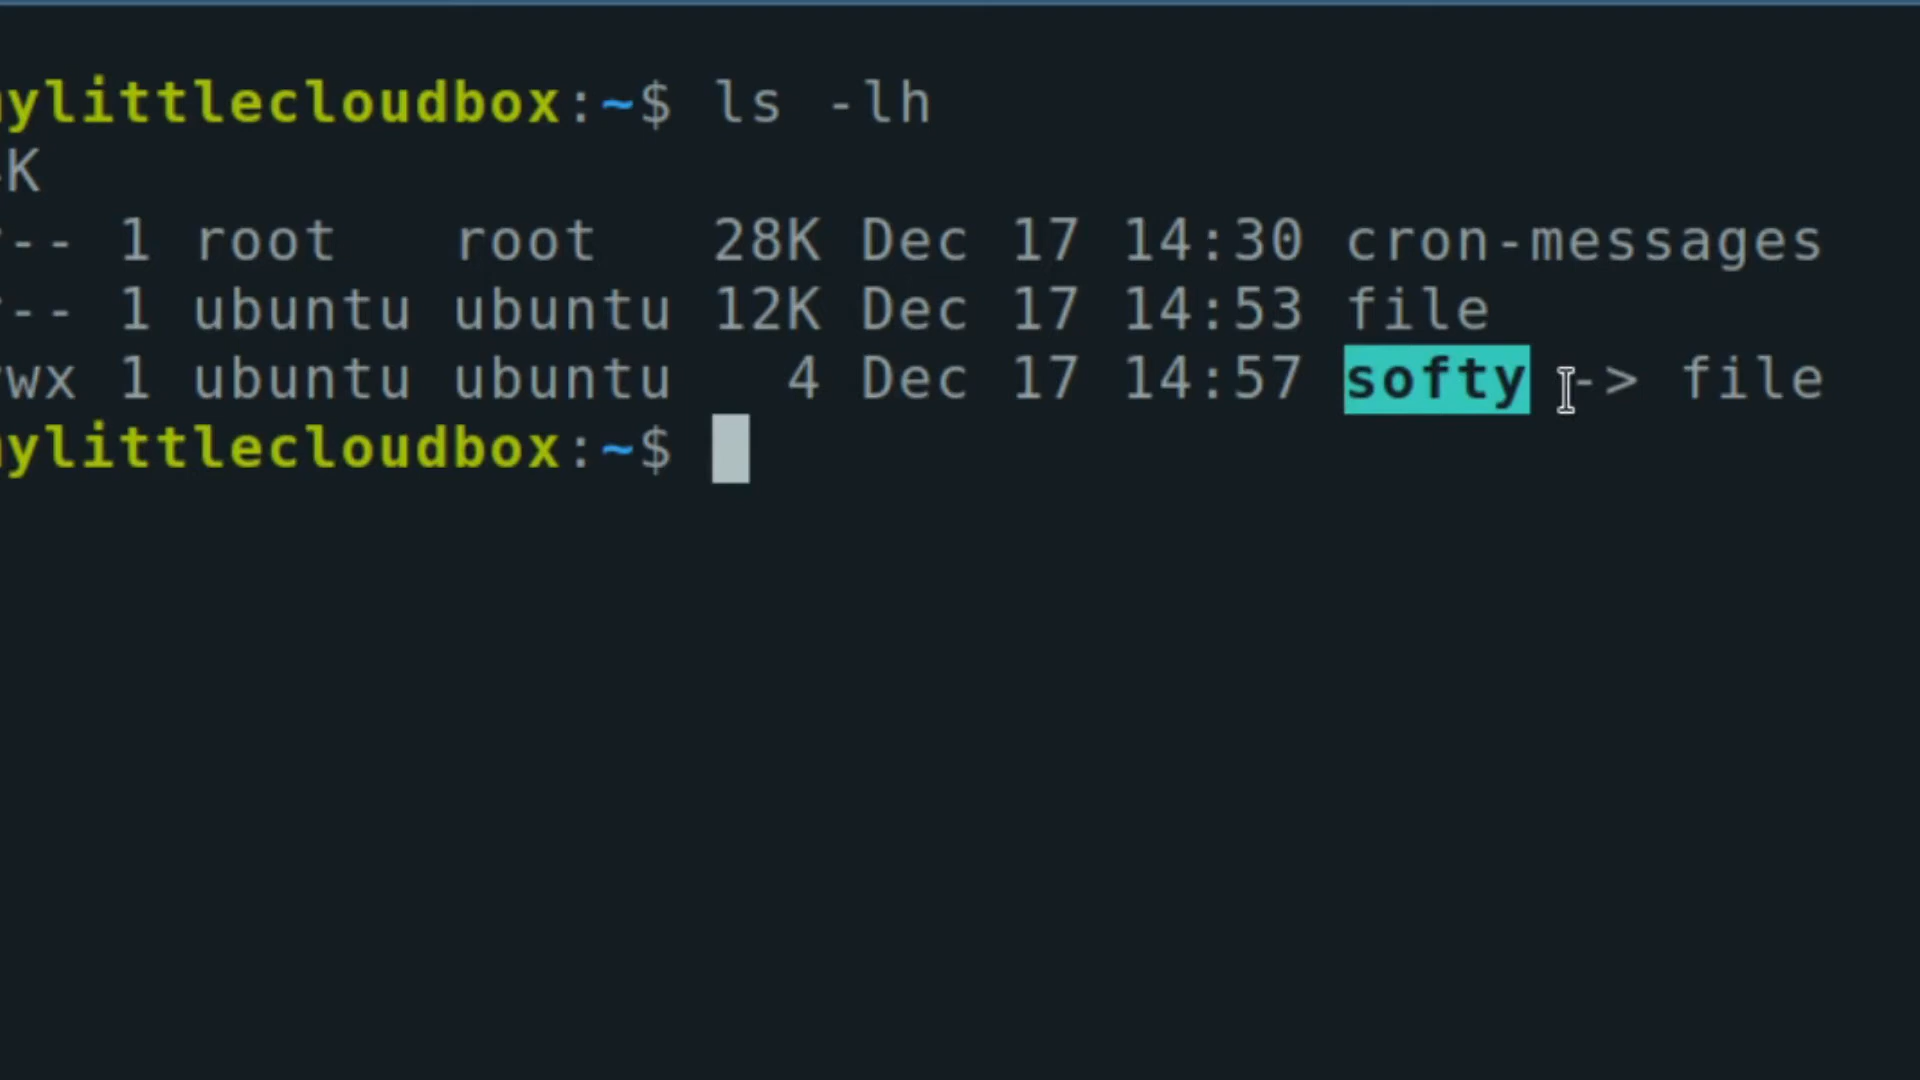 ylittlecloudbox:~$ ls -lh
K
-- 1 root   root   28K Dec 17 14:30 cron-messages
-- 1 ubuntu ubuntu 12K Dec 17 14:53 file
wx 1 ubuntu ubuntu   4 Dec 17 14:57 softy -> file
ylittlecloudbox:~$